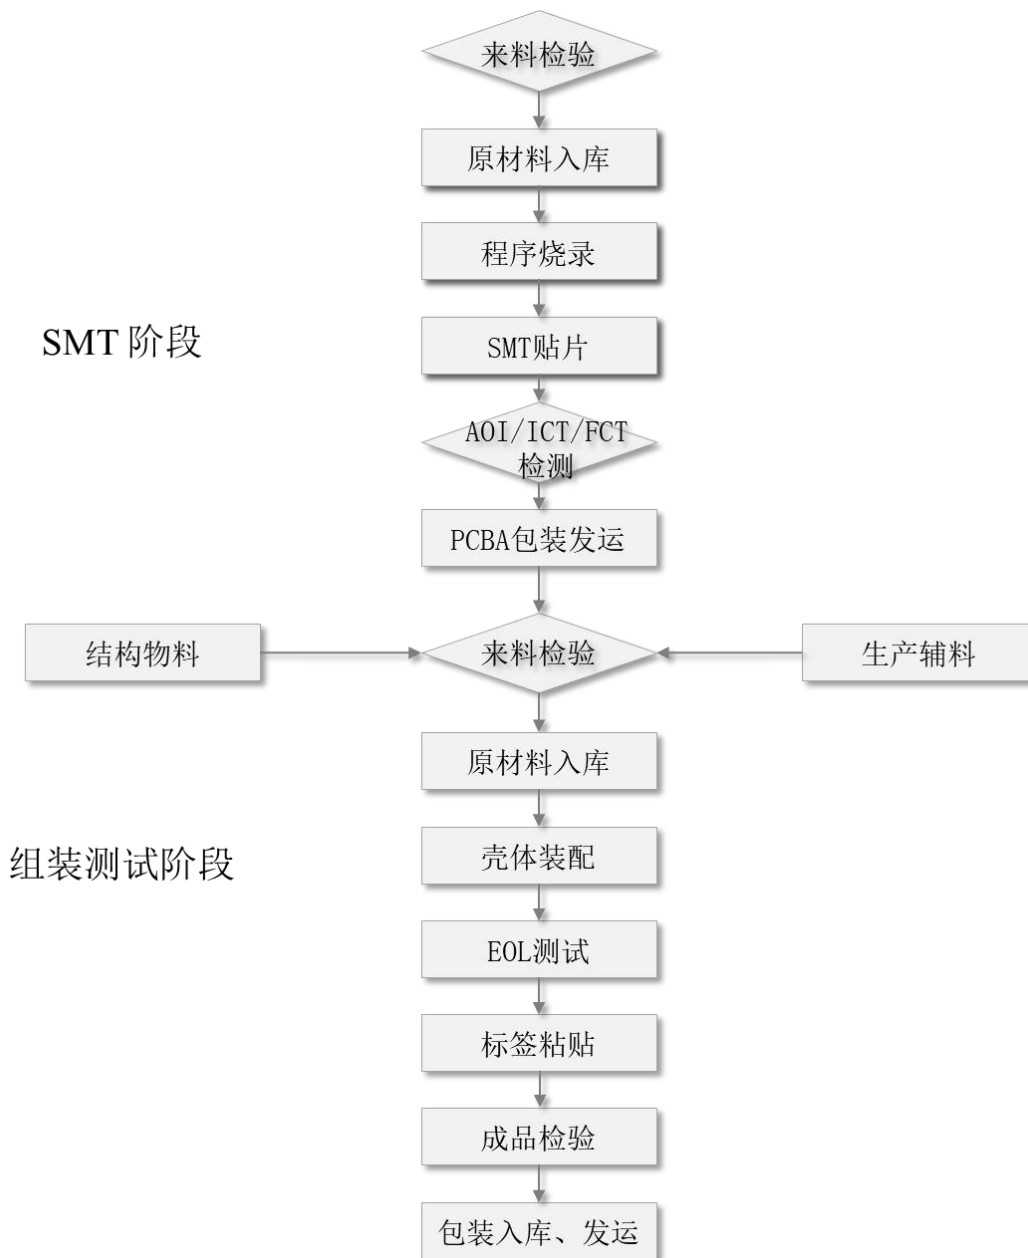 来料检验
原材料入库
程序烧录
SMT 阶段
SMT贴片
AOI/ICT/FCT
检测
PCBA包装发运
结构物料
来料检验
生产辅料
原材料入库
壳体装配
组装测试阶段
EOL测试
标签粘贴
成品检验
包装入库、发运